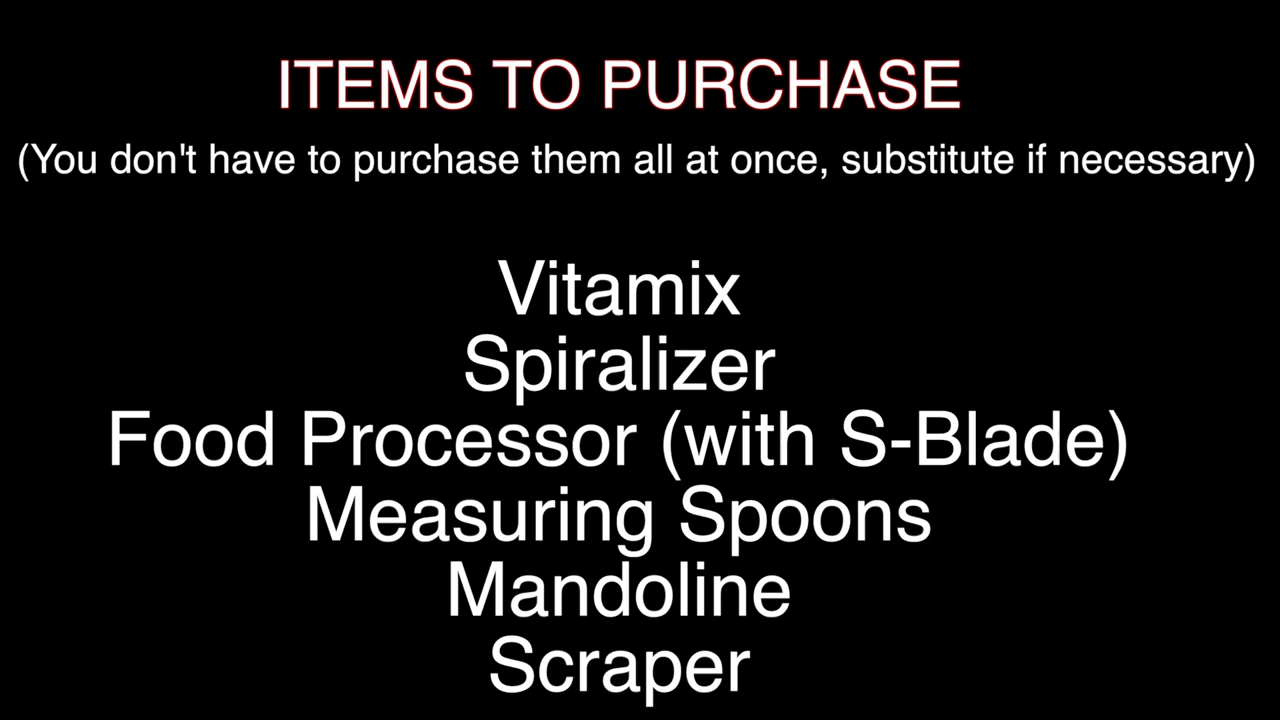 ITEMS TO PURCHASE
(You don't have to purchase them all at once, substitute if necessary)
Vitamix
Spiralizer
Food Processor (with S-Blade)
Measuring Spoons
Mandoline
Scraper